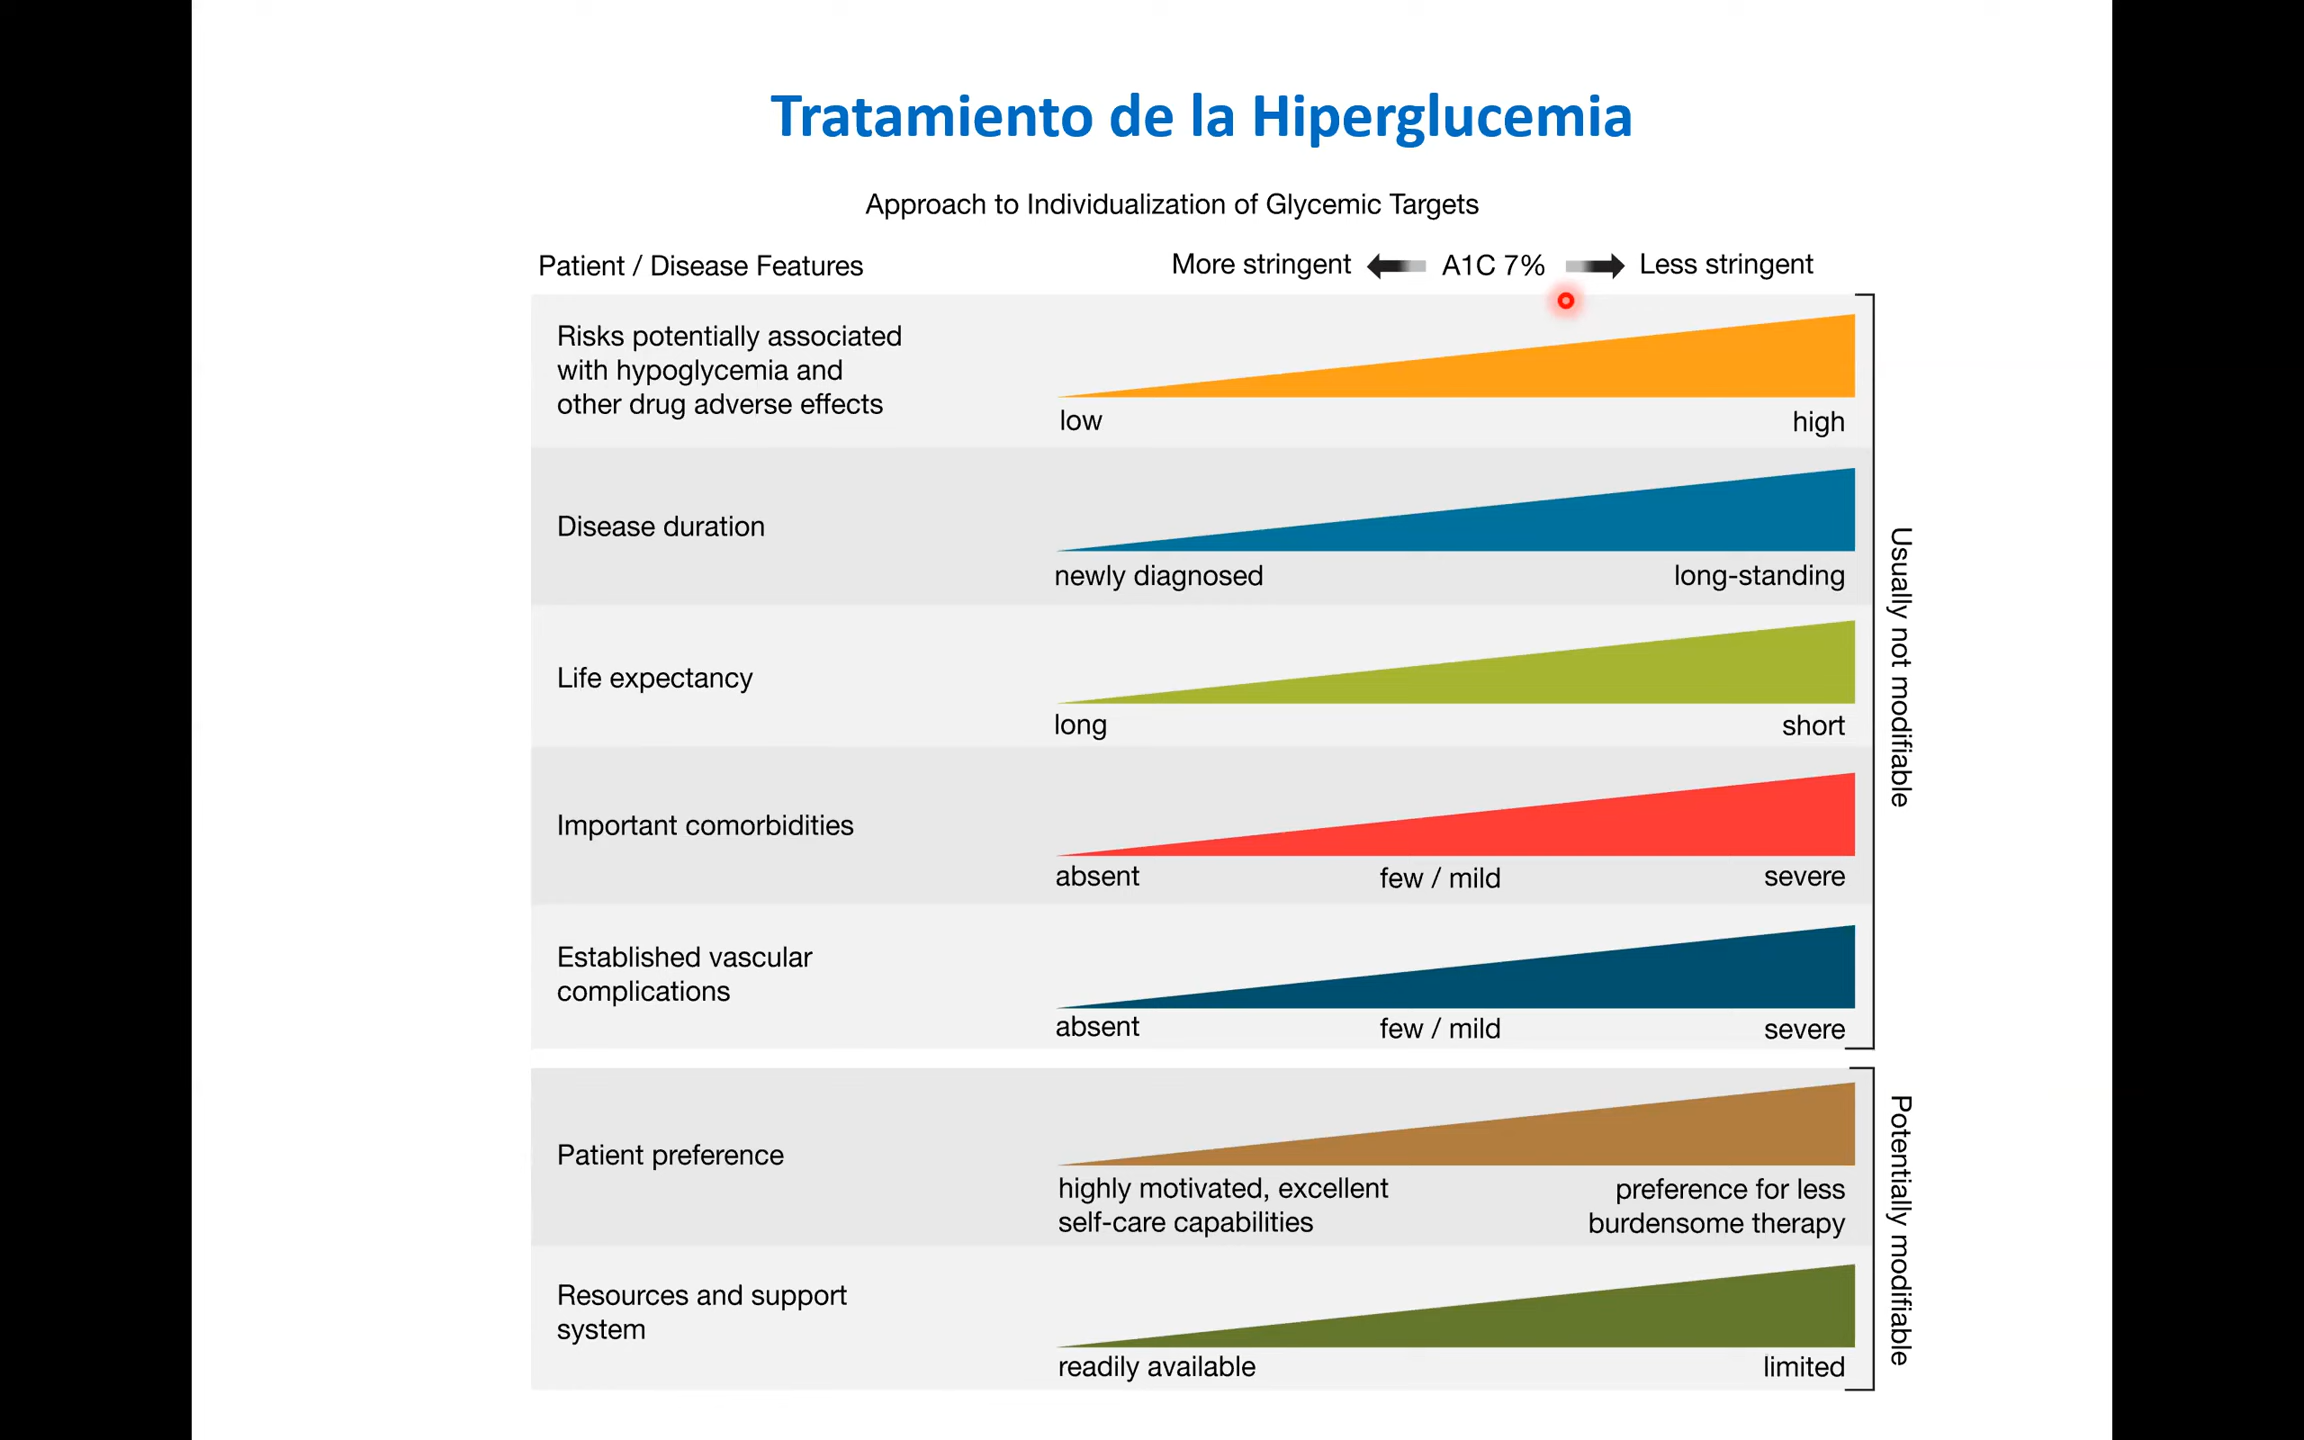 Tratamiento de la Hiperglucemia
Approach to Individualization of Glycemic Targets
Patient / Disease Features
More stringent A1C 7% Less stringent
Risks potentially associated
with hypoglycemia and
other drug adverse effects
low high
Disease duration
newly diagnosed long-standing
Life expectancy
long short
Important comorbidities
absent few / mild severe
Established vascular
complications
absent few / mild severe
Usually not modifiable
Patient preference
highly motivated, excellent
self-care capabilities
preference for less
burdensome therapy
Resources and support
system
readily available limited
Potentially modifiable